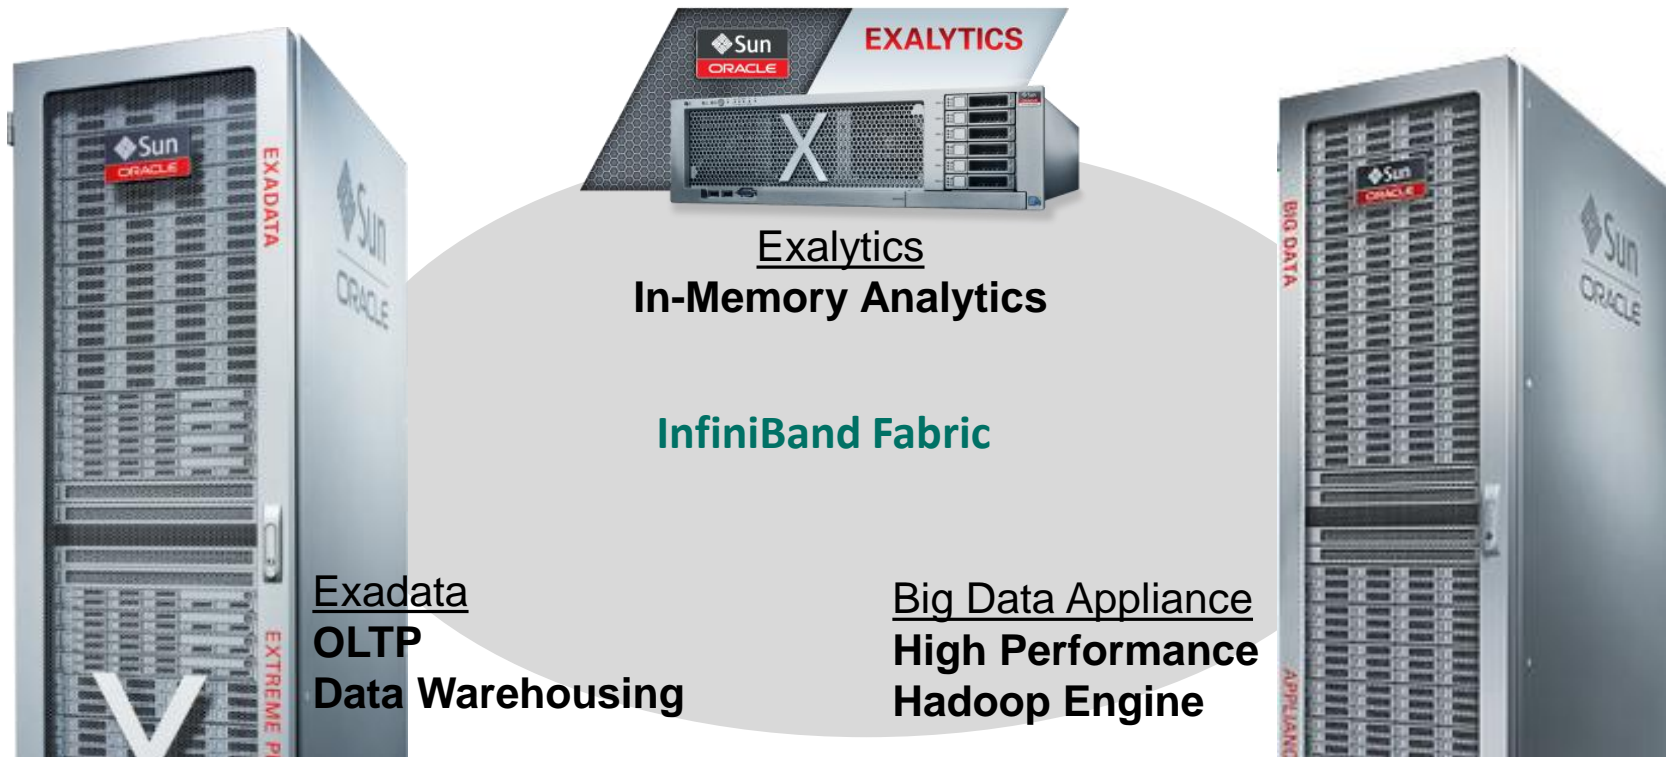 Sun
ORACLE
EXALYTICS
X
Sun
ORACLE
EXADATA
Sun
ORACLE
EXTREME
X
Exalytics
In-Memory Analytics
InfiniBand Fabric
Exadata
OLTP
Data Warehousing
Big Data Appliance
High Performance
Hadoop Engine
Sun
ORACLE
BIG DATA
Sun
ORACLE